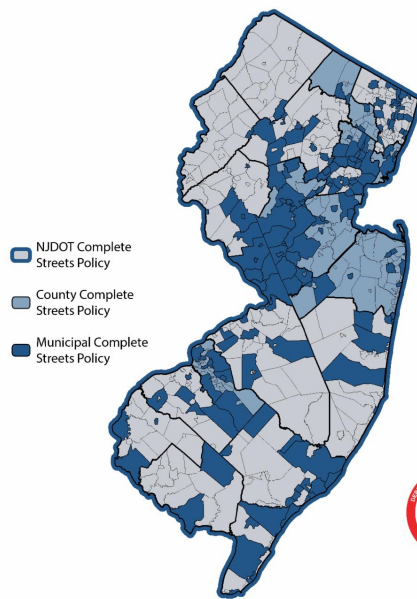 NJDOT Complete
Streets Policy
County Complete
Streets Policy
Municipal Complete
Streets Policy